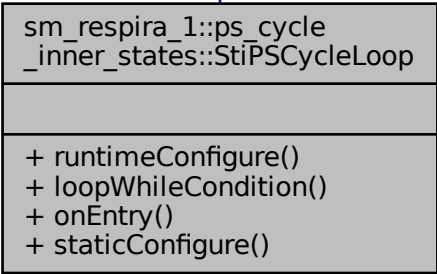 sm_respira_1::ps_cycle
_inner_states::StiPSCycleLoop
+ runtimeConfigure()
+ loopWhileCondition()
+ onEntry()
+ staticConfigure()